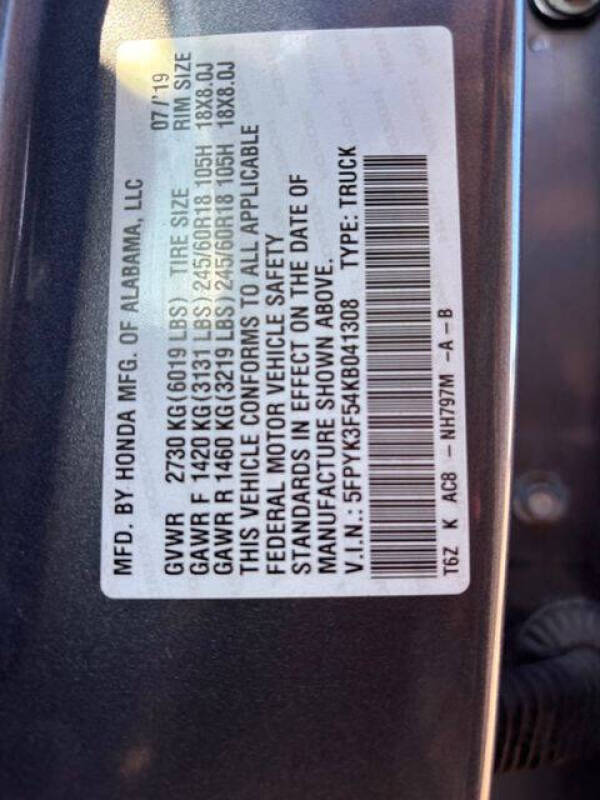 MFD. BY HONDA MFG. OF ALABAMA, LLC 07/'19
GVWR 2730 KG(6019 LBS) TIRE SIZE RIM SIZE
GAWR F 1420 KG(3131 LBS)245/60R18 105H 18X8.0J
GAWR R 1460 KG(3219 LBS)245/60R18 105H 18X8.0J
THIS VEHICLE CONFORMS TO ALL APPLICABLE
FEDERAL MOTOR VEHICLE SAFETY
STANDARDS IN EFFECT ON THE DATE OF
MANUFACTURE SHOWN ABOVE.
V.I.N.: 5FPYK3F54KB041308 TYPE: TRUCK
T6Z K AC8 - NH797M -A-B